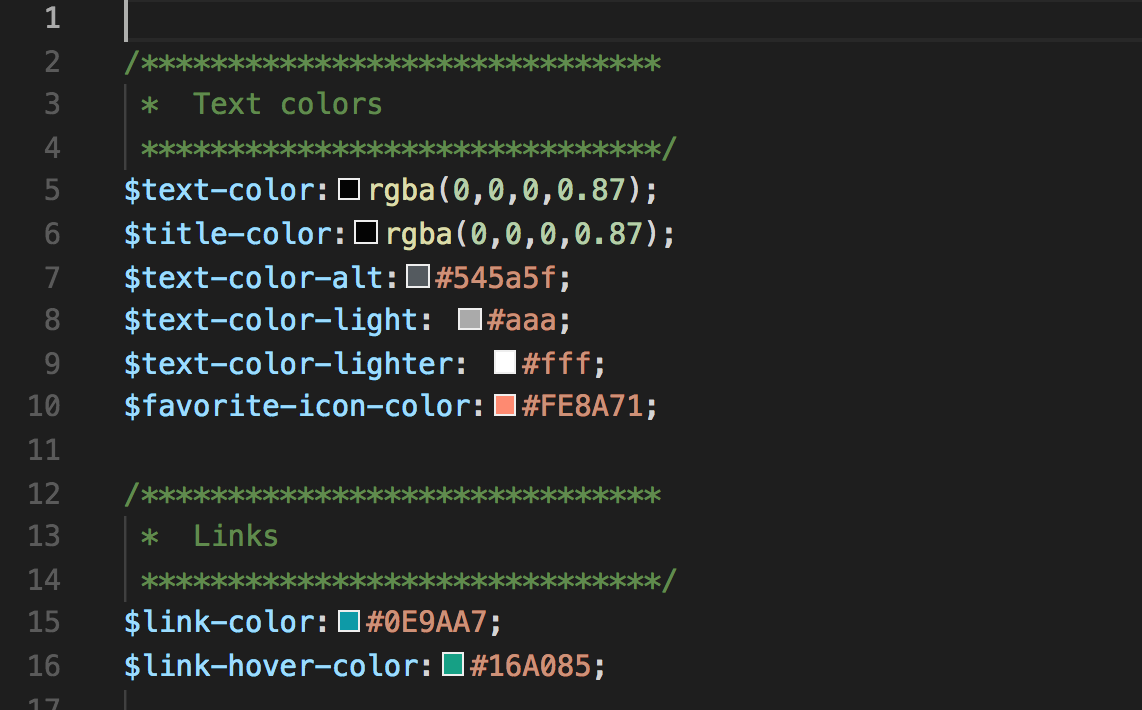 1
2 /******************************
3 *  Text colors
4 ******************************/
5 $text-color: rgba(0,0,0,0.87);
6 $title-color: rgba(0,0,0,0.87);
7 $text-color-alt: #545a5f;
8 $text-color-light: #aaa;
9 $text-color-lighter: #fff;
10 $favorite-icon-color: #FE8A71;
11
12 /******************************
13 *  Links
14 ******************************/
15 $link-color: #0E9AA7;
16 $link-hover-color: #16A085;
17